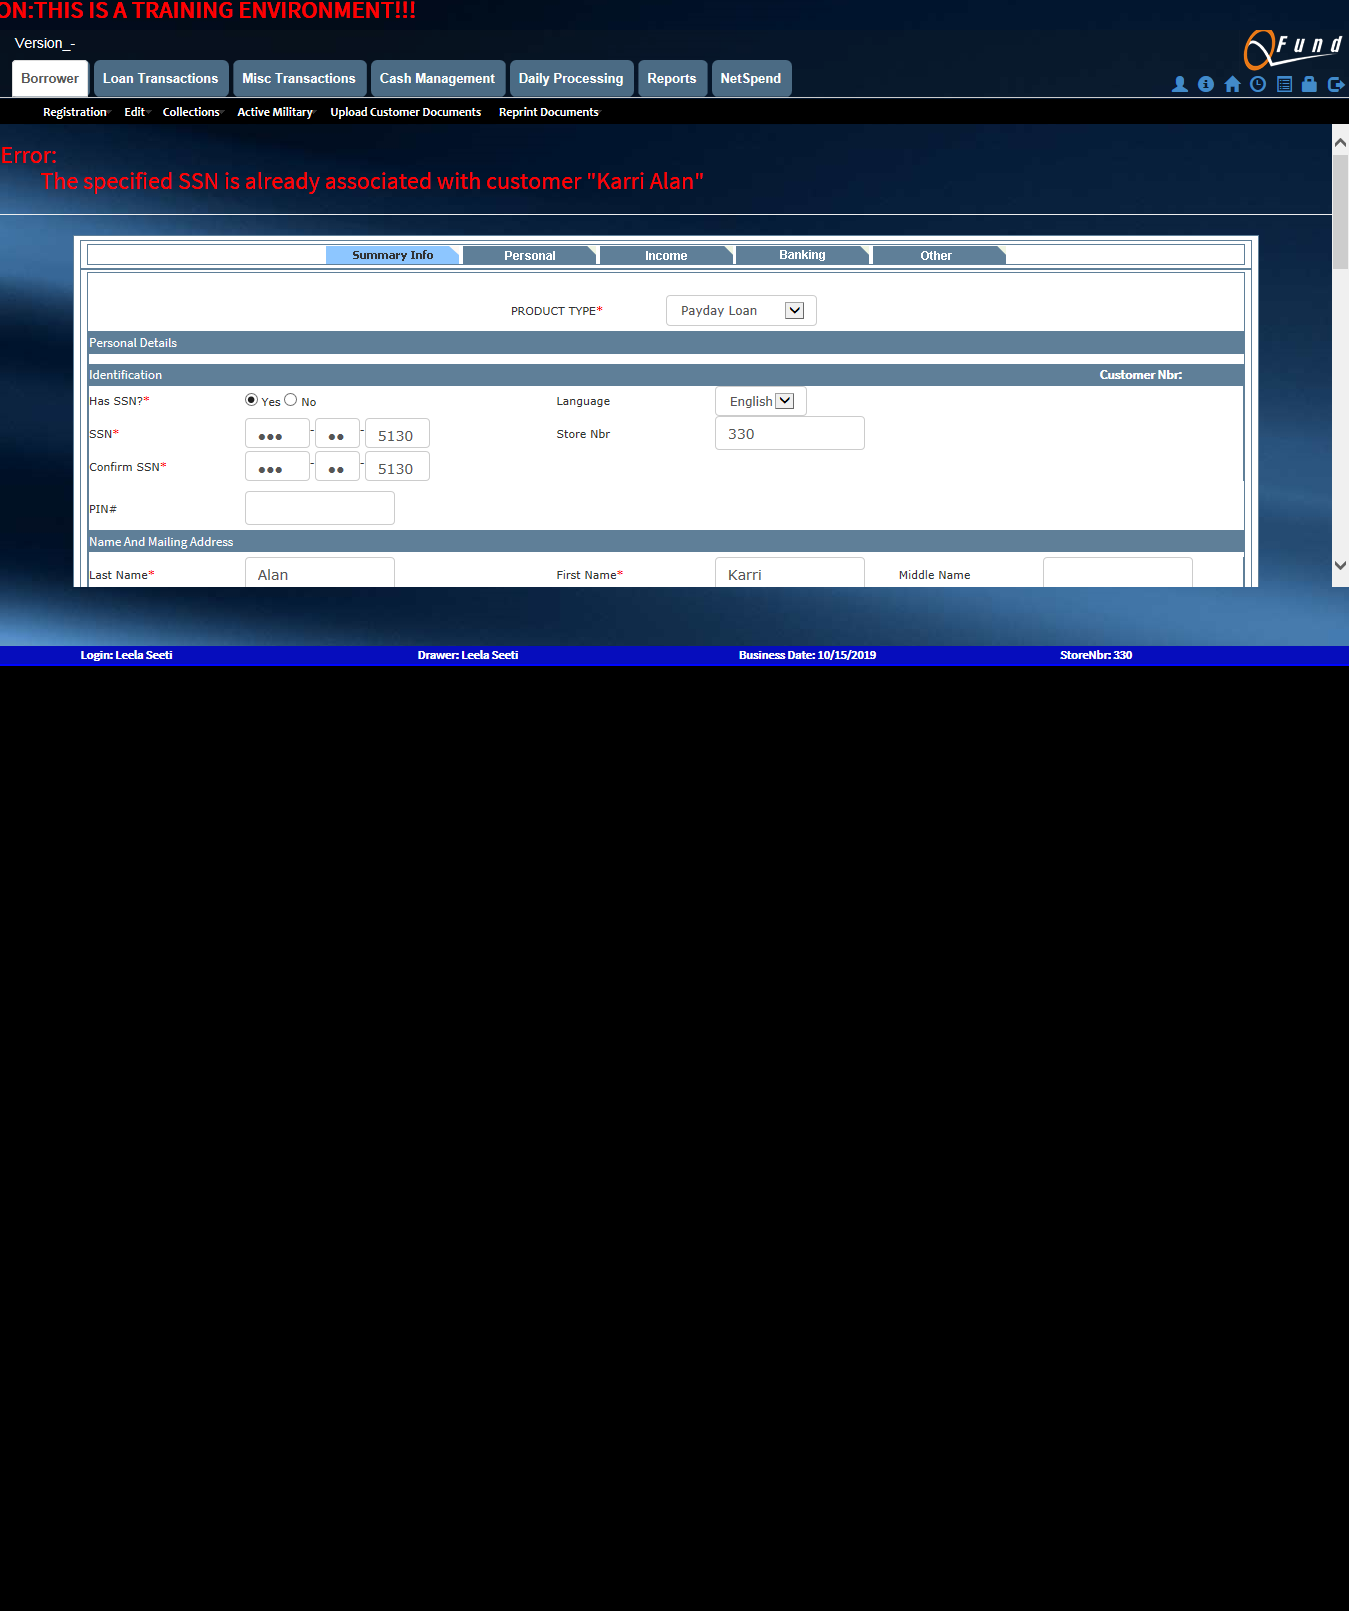 ON:THIS IS A TRAINING ENVIRONMENT!!!
Version_-
Fund
Borrower Loan Transactions Misc Transactions Cash Management Daily Processing Reports NetSpend
Registration Edit Collections Active Military Upload Customer Documents Reprint Documents
Error:
The specified SSN is already associated with customer "Karri Alan"
Summary Info Personal Income Banking Other
PRODUCT TYPE* Payday Loan
Personal Details
Identification Customer Nbr:
Has SSN?* Yes No Language English
SSN* ●●● - ●● - 5130 Store Nbr 330
Confirm SSN* ●●● - ●● - 5130
PIN#
Name And Mailing Address
Last Name* Alan First Name* Karri Middle Name
Login: Leela Seeti Drawer: Leela Seeti Business Date: 10/15/2019 StoreNbr: 330